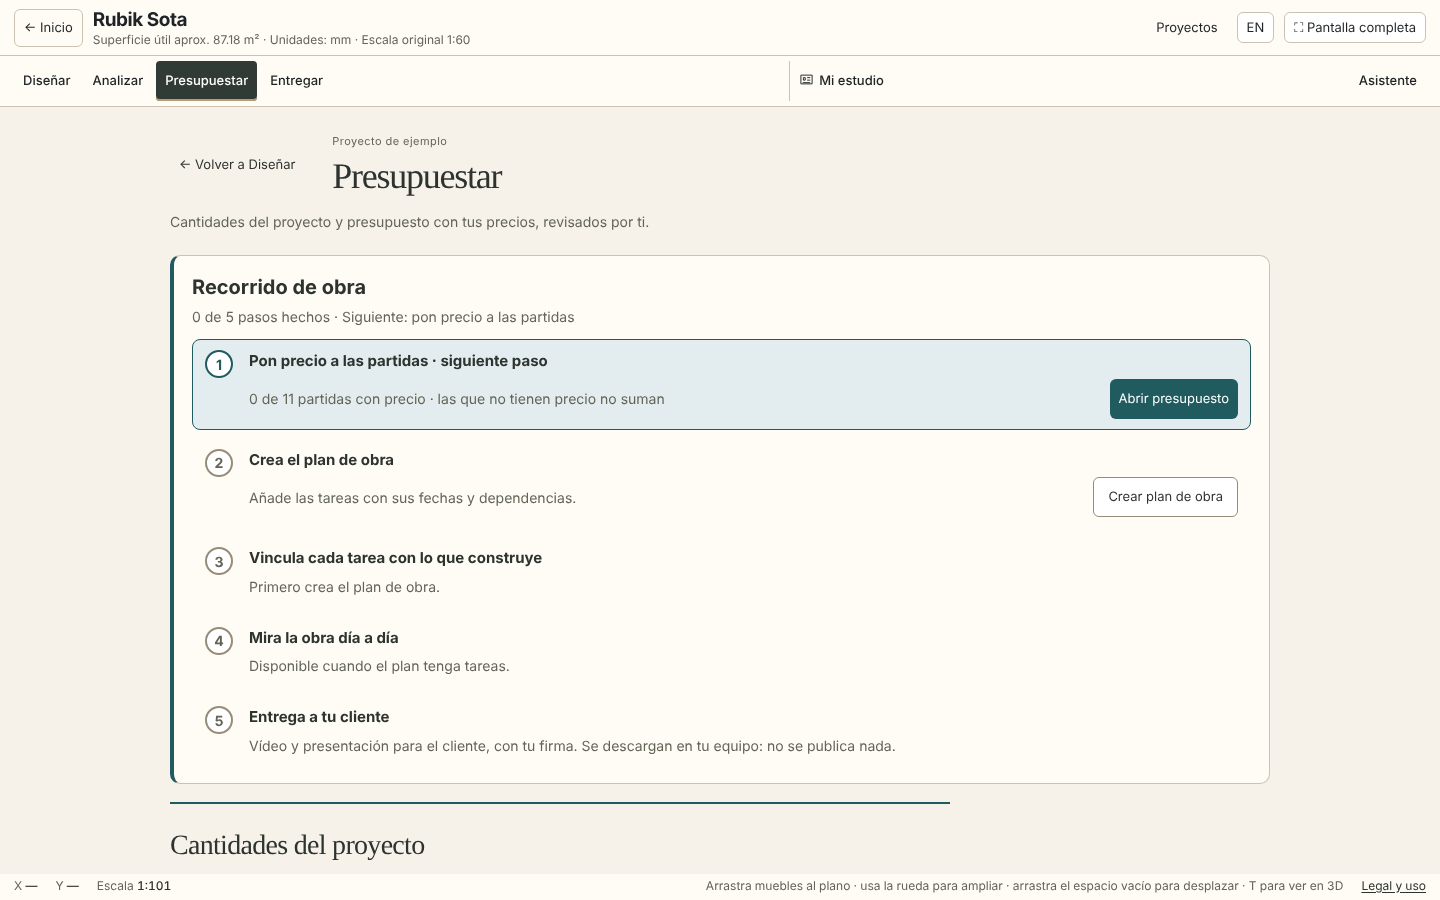 ← Inicio
Rubik Sota
Superficie útil aprox. 87.18 m² · Unidades: mm · Escala original 1:60
Proyectos
EN
Pantalla completa
Diseñar
Analizar
Presupuestar
Entregar
Mi estudio
Asistente
← Volver a Diseñar
Proyecto de ejemplo
Presupuestar
Cantidades del proyecto y presupuesto con tus precios, revisados por ti.
Recorrido de obra
0 de 5 pasos hechos · Siguiente: pon precio a las partidas
1
Pon precio a las partidas · siguiente paso
0 de 11 partidas con precio · las que no tienen precio no suman
Abrir presupuesto
2
Crea el plan de obra
Añade las tareas con sus fechas y dependencias.
Crear plan de obra
3
Vincula cada tarea con lo que construye
Primero crea el plan de obra.
4
Mira la obra día a día
Disponible cuando el plan tenga tareas.
5
Entrega a tu cliente
Vídeo y presentación para el cliente, con tu firma. Se descargan en tu equipo: no se publica nada.
Cantidades del proyecto
X —
Y —
Escala 1:101
Arrastra muebles al plano · usa la rueda para ampliar · arrastra el espacio vacío para desplazar · T para ver en 3D
Legal y uso